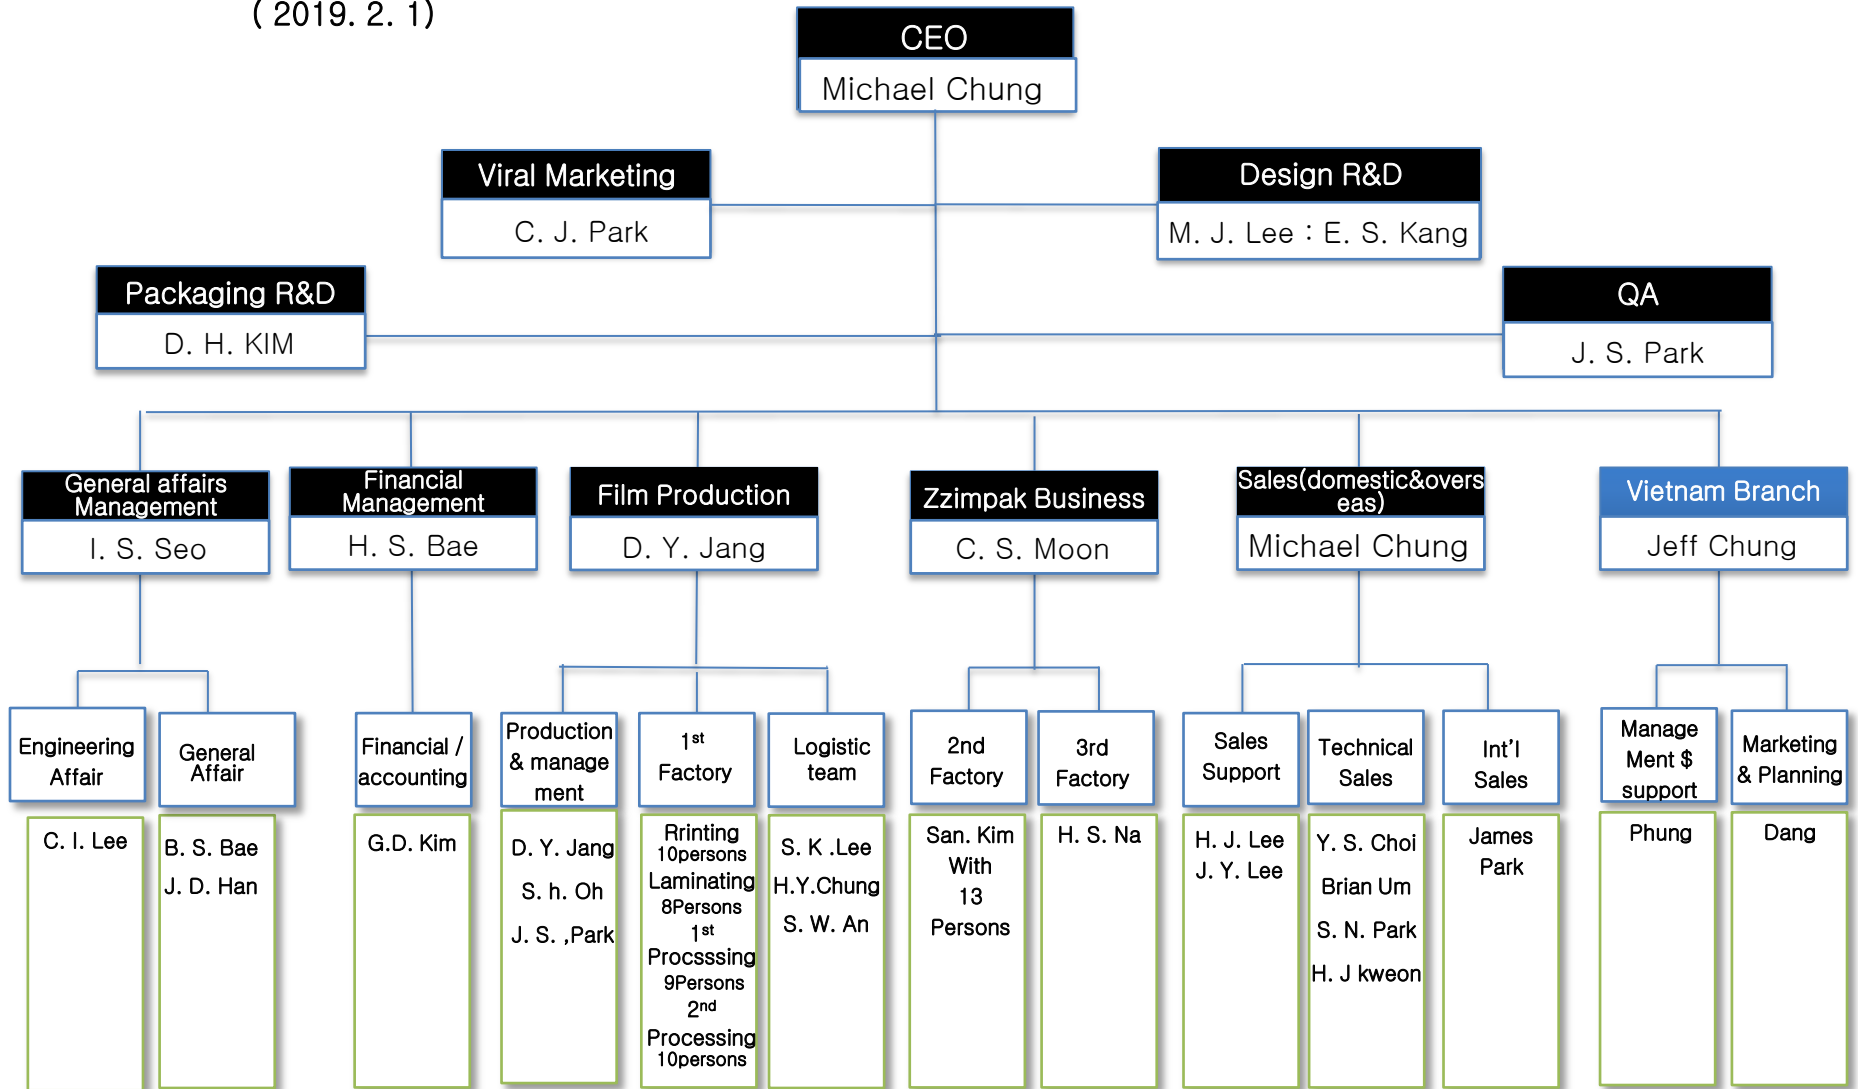 ( 2019. 2. 1)
CEO
Michael Chung
Viral Marketing
C. J. Park
Design R&D
M. J. Lee : E. S. Kang
Packaging R&D
D. H. KIM
QA
J. S. Park
General affairs
Management
I. S. Seo
Financial
Management
H. S. Bae
Film Production
D. Y. Jang
Zzimpak Business
C. S. Moon
Sales(domestic&overs
eas)
Michael Chung
Vietnam Branch
Jeff Chung
Engineering
Affair
C. I. Lee
General
Affair
B. S. Bae
J. D. Han
Financial /
accounting
G.D. Kim
Production
& manage
ment
D. Y. Jang
S. h. Oh
J. S. ,Park
1st
Factory
Rrinting
10persons
Laminating
8Persons
1st
Procsssing
9Persons
2nd
Processing
10persons
Logistic
team
S. K .Lee
H.Y.Chung
S. W. An
2nd
Factory
San. Kim
With
13
Persons
3rd
Factory
H. S. Na
Sales
Support
H. J. Lee
J. Y. Lee
Technical
Sales
Y. S. Choi
Brian Um
S. N. Park
H. J kweon
Int'l
Sales
James
Park
Manage
Ment $
support
Phung
Marketing
& Planning
Dang